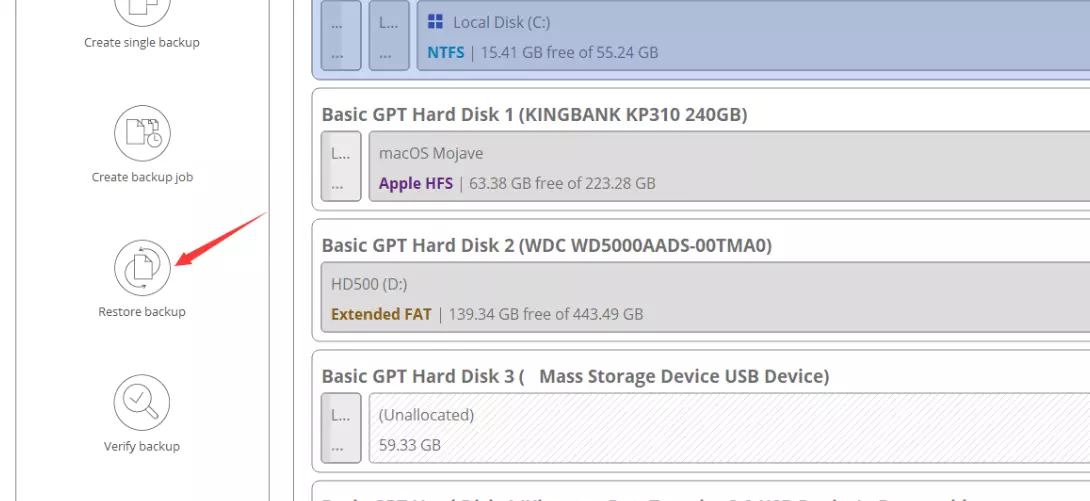 Create single backup
Create backup job
Restore backup
Verify backup
...
...
L...
...
Local Disk (C:)
NTFS | 15.41 GB free of 55.24 GB
Basic GPT Hard Disk 1 (KINGBANK KP310 240GB)
L...
...
macOS Mojave
Apple HFS | 63.38 GB free of 223.28 GB
Basic GPT Hard Disk 2 (WDC WD5000AADS-00TMA0)
HD500 (D:)
Extended FAT | 139.34 GB free of 443.49 GB
Basic GPT Hard Disk 3 (   Mass Storage Device USB Device)
L...
...
(Unallocated)
59.33 GB